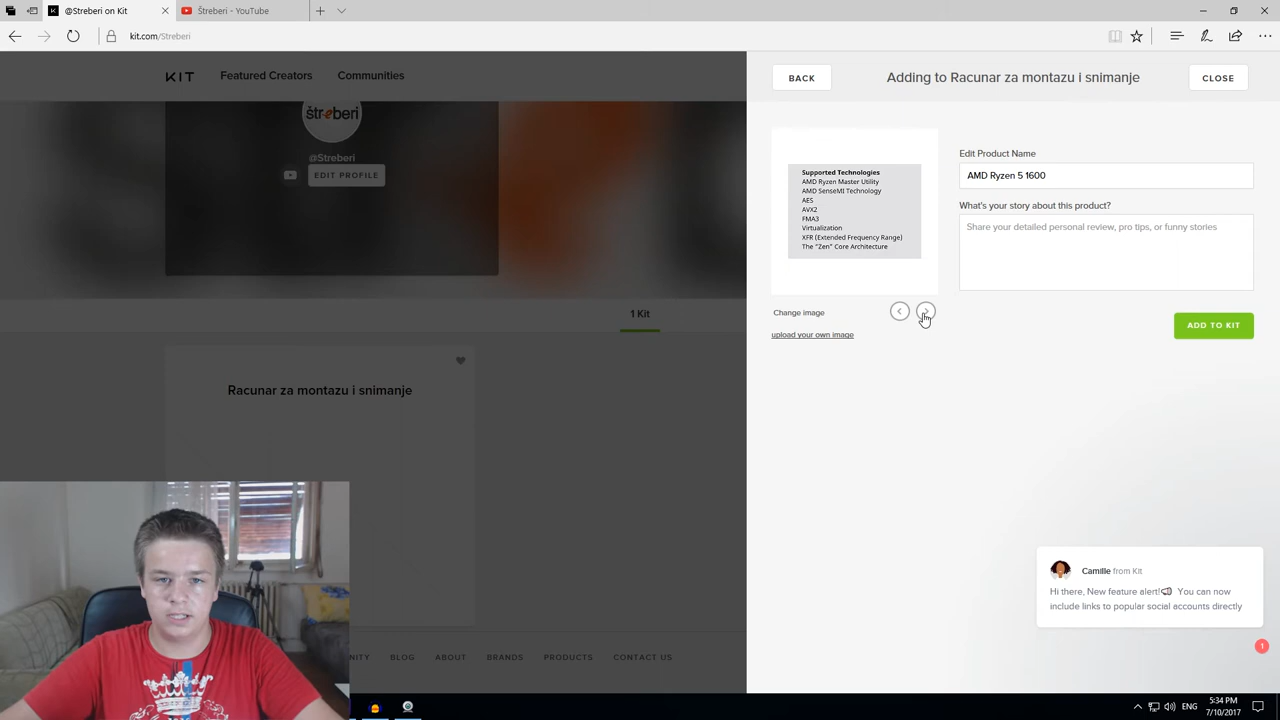 @Streberi on Kit
Štreberi - YouTube
kit.com/Streberi
KIT
Featured Creators
Communities
štreberi
@Streberi
EDIT PROFILE
1 Kit
Racunar za montazu i snimanje
NITY
BLOG
ABOUT
BRANDS
PRODUCTS
CONTACT US
BACK
Adding to Racunar za montazu i snimanje
CLOSE
Supported Technologies
AMD Ryzen Master Utility
AMD SenseMI Technology
AES
AVX2
FMA3
Virtualization
XFR (Extended Frequency Range)
The "Zen" Core Architecture
Change image
upload your own image
Edit Product Name
AMD Ryzen 5 1600
What's your story about this product?
Share your detailed personal review, pro tips, or funny stories
ADD TO KIT
Camille from Kit
Hi there, New feature alert! You can now
include links to popular social accounts directly
1
ENG
5:34 PM
7/10/2017